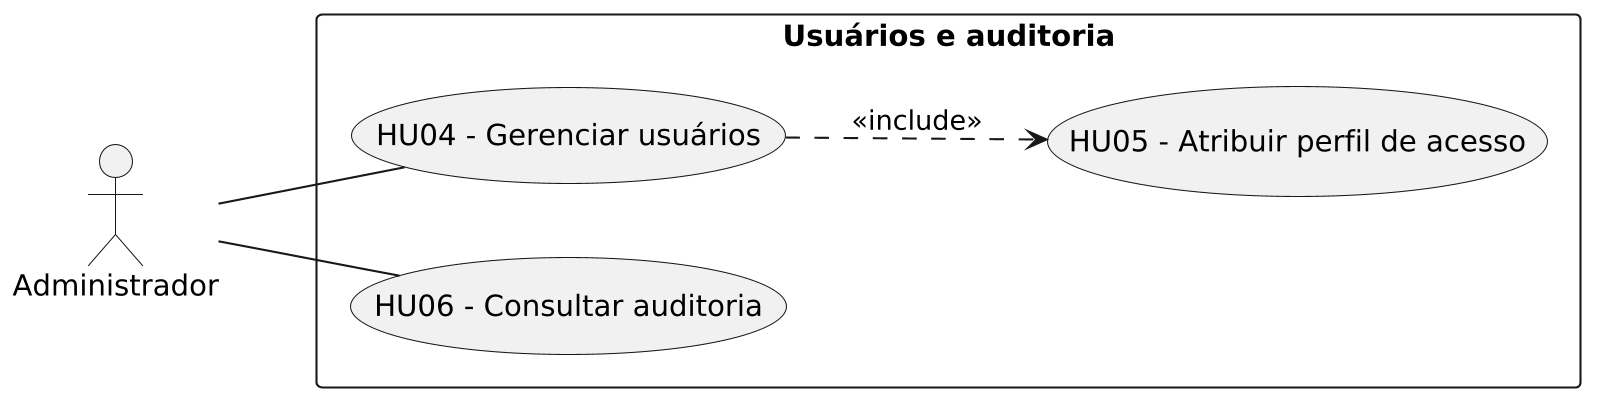 Usuários e auditoria
HU04 - Gerenciar usuários
«include»
HU05 - Atribuir perfil de acesso
Administrador
HU06 - Consultar auditoria